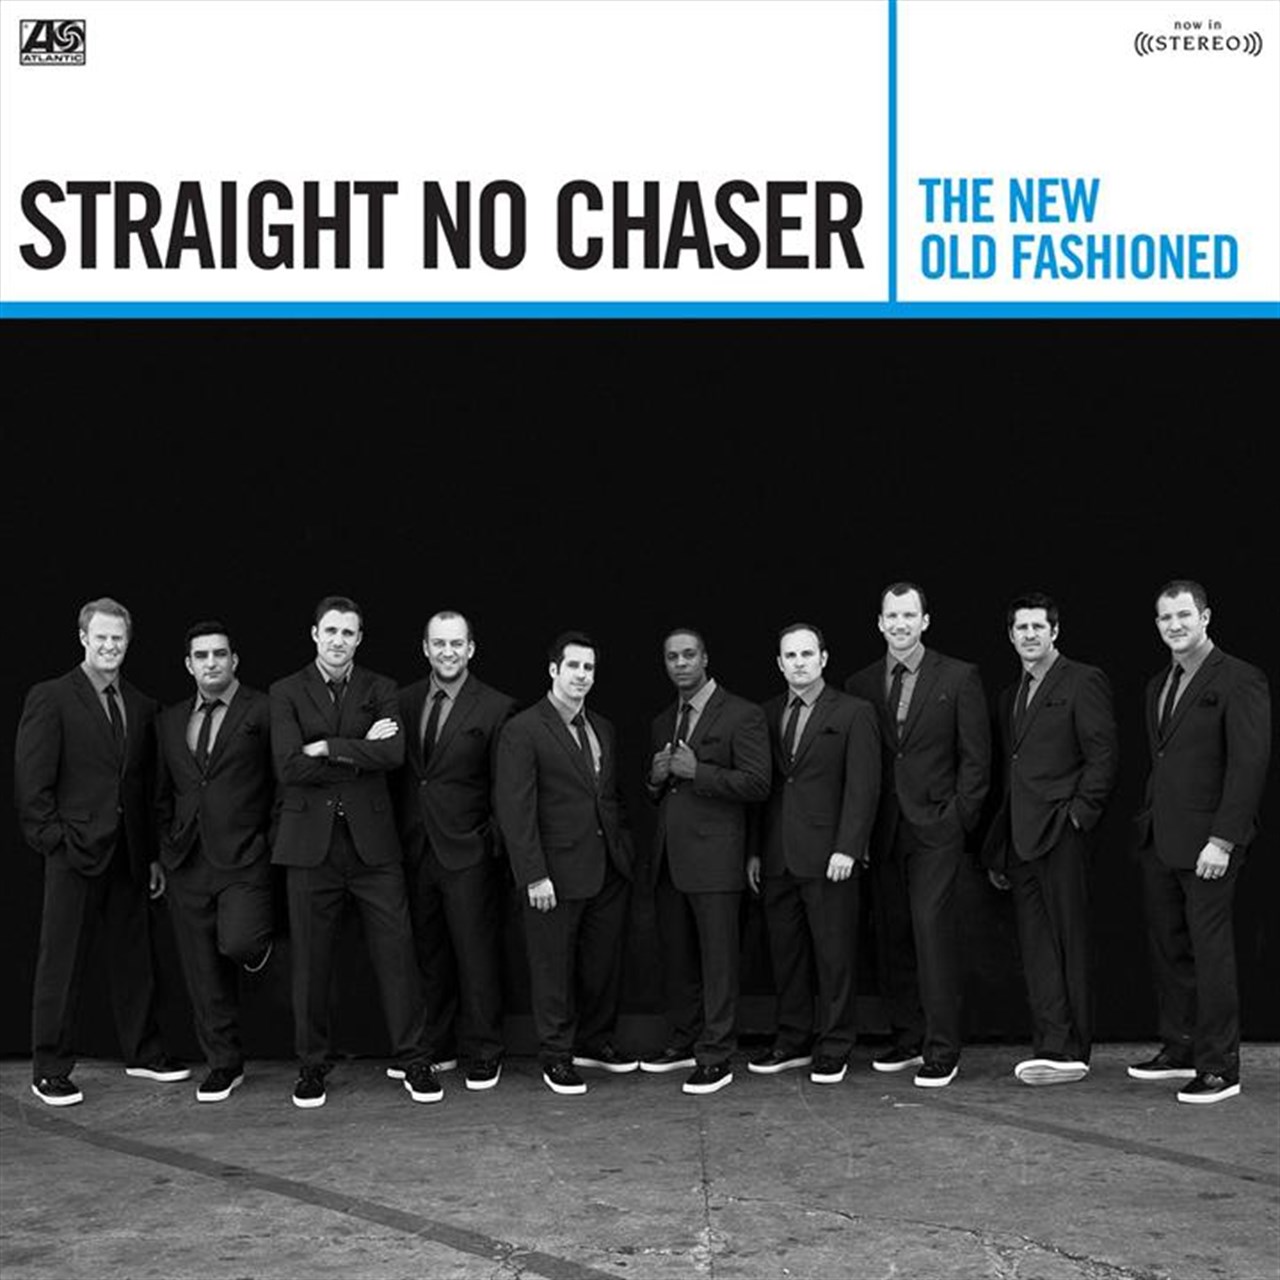 ATLANTIC
now in
(((STEREO)))
STRAIGHT NO CHASER
THE NEW
OLD FASHIONED